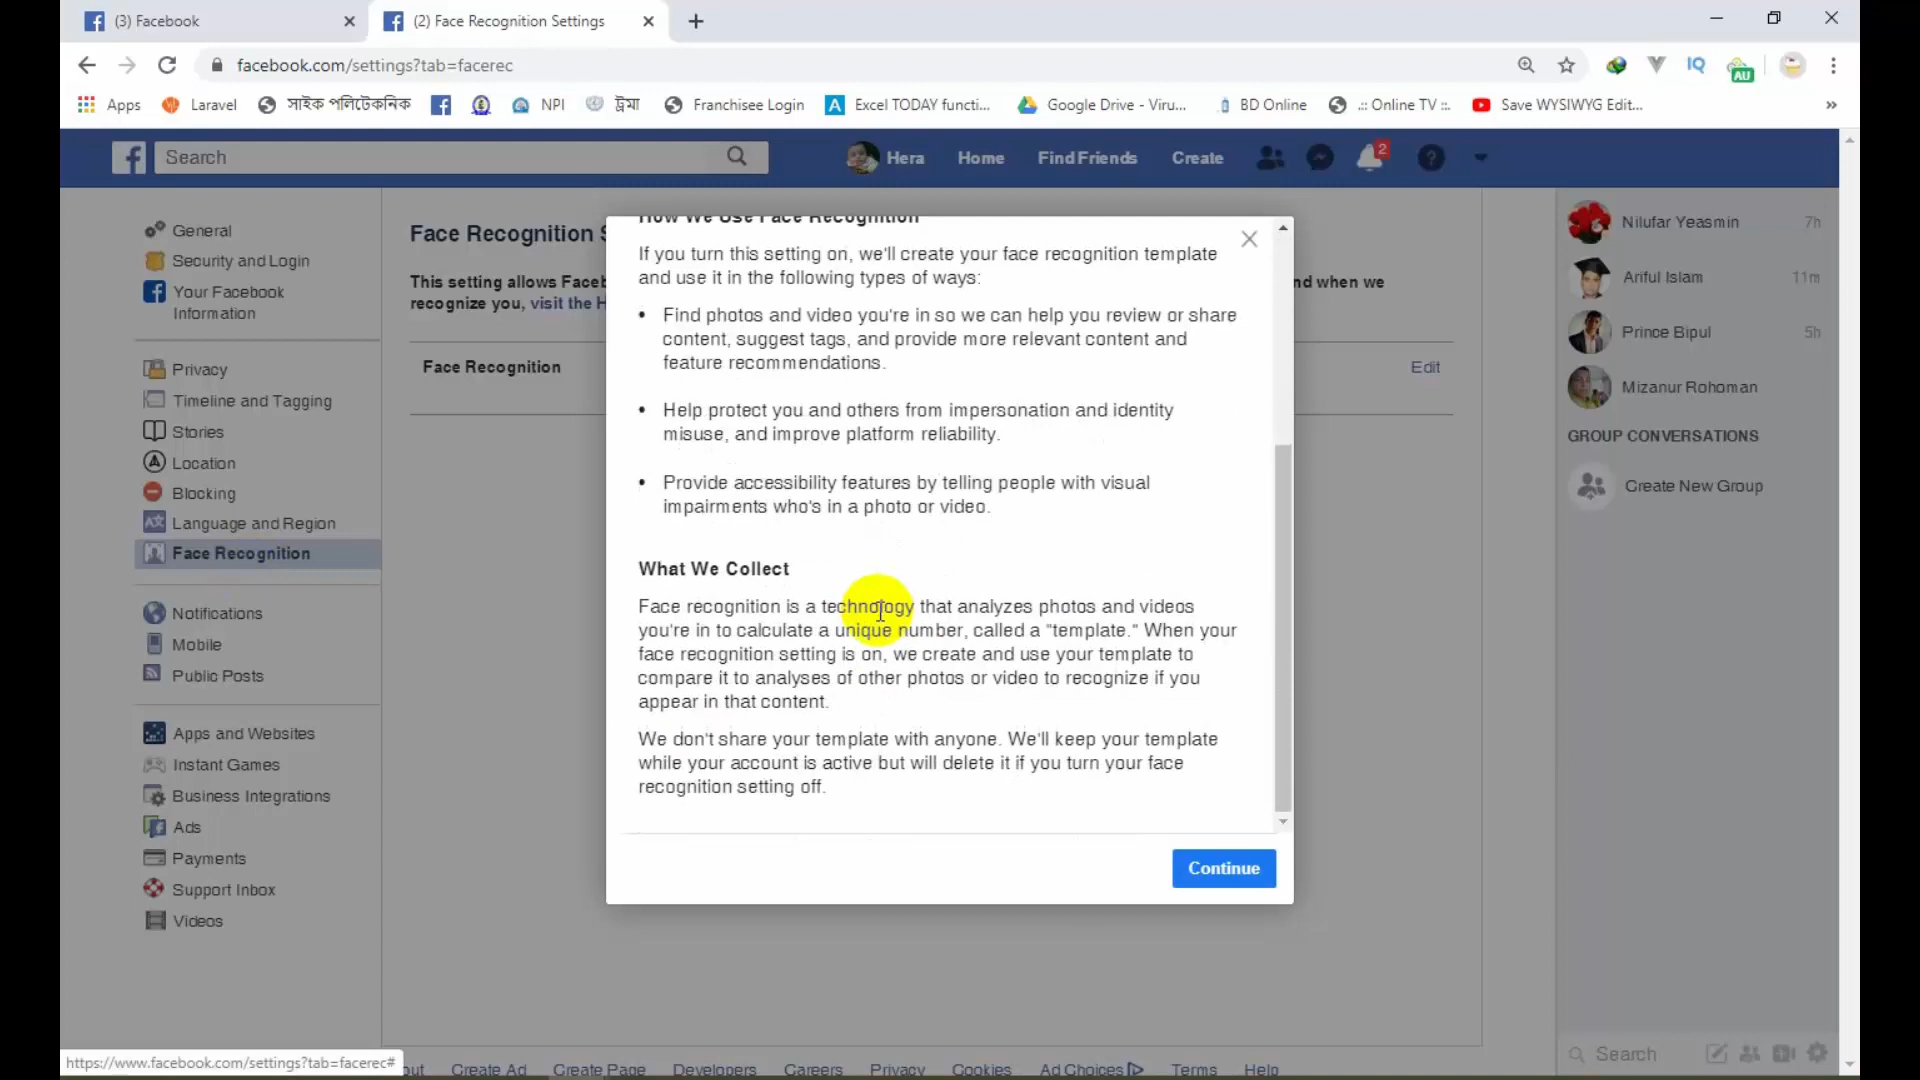 (3) Facebook
(2) Face Recognition Settings
facebook.com/settings?tab=facerec
IQ
AU
Apps
Laravel
সাইক পলিটেকনিক
NPI
ট্রমা
Franchisee Login
A
Excel TODAY functi...
Google Drive - Viru...
BD Online
.:: Online TV ::.
Save WYSIWYG Edit...
»
Search
Hera
Home
Find Friends
Create
2
General
Security and Login
Your Facebook
Information
Privacy
Timeline and Tagging
Stories
Location
Blocking
Language and Region
Face Recognition
Notifications
Mobile
Public Posts
Apps and Websites
Instant Games
Business Integrations
Ads
Payments
Support Inbox
Videos
Face Recognition S
This setting allows Faceb
nd when we
recognize you, visit the H
Face Recognition
Edit
How We Use Face Recognition
If you turn this setting on, we'll create your face recognition template
and use it in the following types of ways:
• Find photos and video you're in so we can help you review or share
content, suggest tags, and provide more relevant content and
feature recommendations.
• Help protect you and others from impersonation and identity
misuse, and improve platform reliability.
• Provide accessibility features by telling people with visual
impairments who's in a photo or video.
What We Collect
Face recognition is a technology that analyzes photos and videos
you're in to calculate a unique number, called a "template." When your
face recognition setting is on, we create and use your template to
compare it to analyses of other photos or video to recognize if you
appear in that content.
We don't share your template with anyone. We'll keep your template
while your account is active but will delete it if you turn your face
recognition setting off.
Continue
Nilufar Yeasmin 7h
Ariful Islam 11m
Prince Bipul 5h
Mizanur Rohoman
GROUP CONVERSATIONS
Create New Group
Search
https://www.facebook.com/settings?tab=facerec#
out
Create Ad
Create Page
Developers
Careers
Privacy
Cookies
Ad Choices
Terms
Help